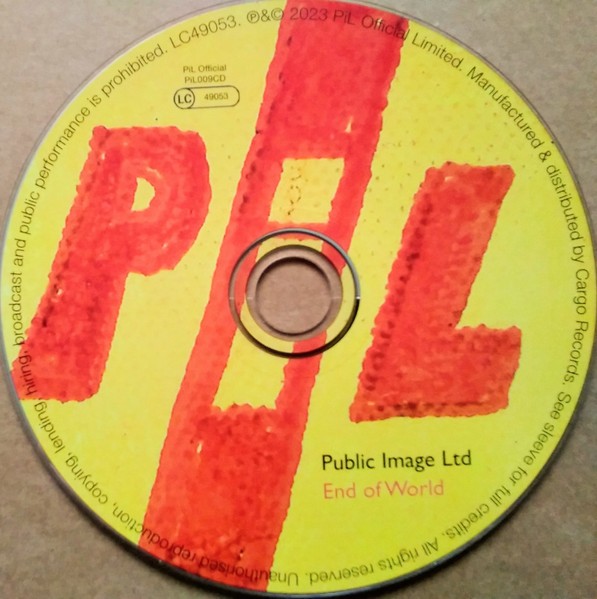 PiL Official
PiL009CD
LC 49053
PiL
Public Image Ltd
End of World
℗&© 2023 PiL Official Limited. Manufactured & distributed by Cargo Records. See sleeve for full credits. All rights reserved. Unauthorised reproduction, copying, lending, hiring, broadcast and public performance is prohibited. LC49053.